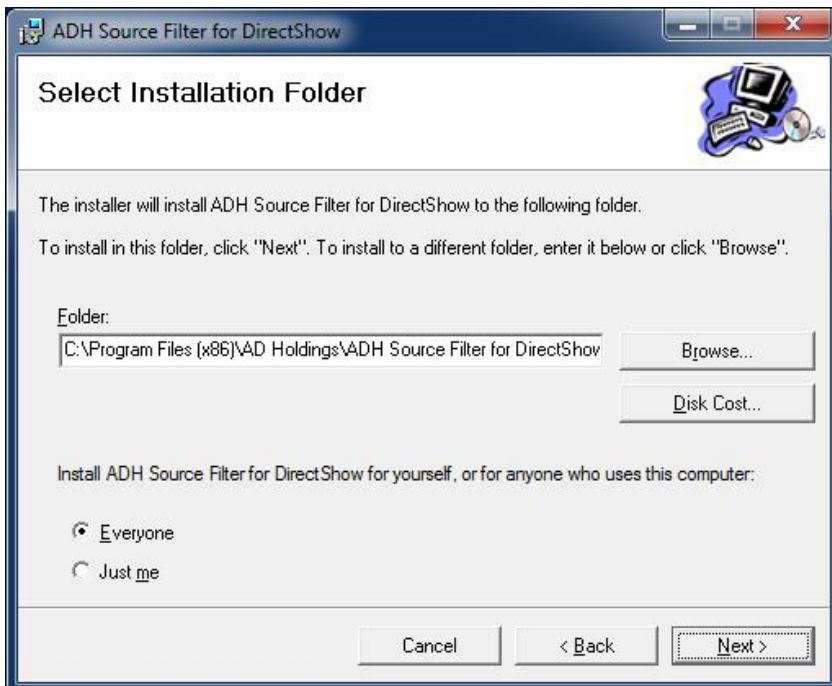 ADH Source Filter for DirectShow
Select Installation Folder
The installer will install ADH Source Filter for DirectShow to the following folder.
To install in this folder, click "Next". To install to a different folder, enter it below or click "Browse".
Folder:
C:\Program Files (x86)\AD Holdings\ADH Source Filter for DirectShov
Browse...
Disk Cost...
Install ADH Source Filter for DirectShow for yourself, or for anyone who uses this computer:
Everyone
Just me
Cancel
< Back
Next >